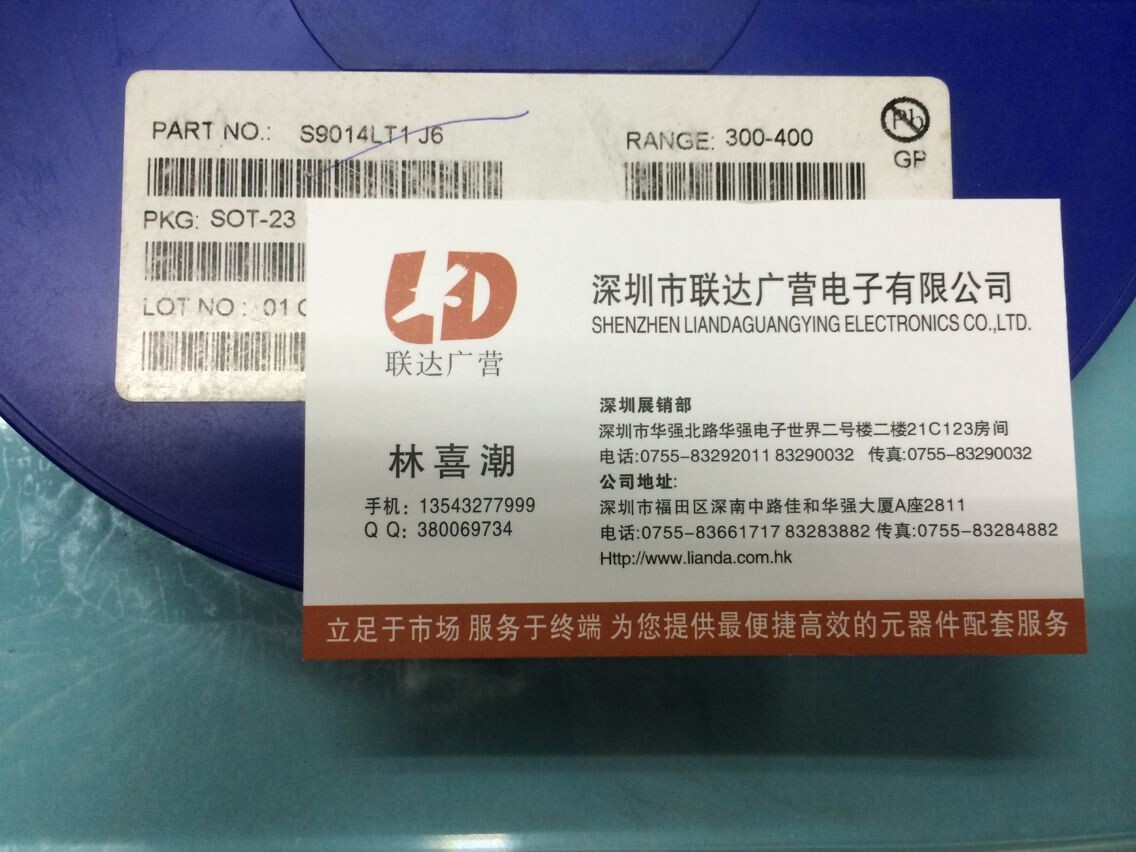 PART NO.: S9014LT1 J6
RANGE: 300-400
Pb
GP
PKG: SOT-23
LOT NO : 01
LD
联达广营
深圳市联达广营电子有限公司
SHENZHEN LIANDAGUANGYING ELECTRONICS CO.,LTD.
林喜潮
手机: 13543277999
Q Q: 380069734
深圳展销部
深圳市华强北路华强电子世界二号楼二楼21C123房间
电话:0755-83292011 83290032 传真:0755-83290032
公司地址:
深圳市福田区深南中路佳和华强大厦A座2811
电话:0755-83661717 83283882 传真:0755-83284882
Http://www.lianda.com.hk
立足于市场 服务于终端 为您提供最便捷高效的元器件配套服务